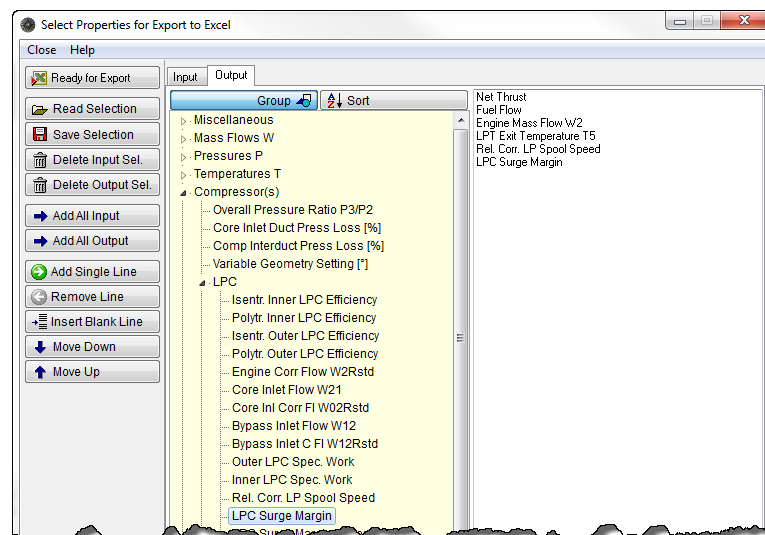 Select Properties for Export to Excel
Close Help
Ready for Export
Read Selection
Save Selection
Delete Input Sel.
Delete Output Sel.
Add All Input
Add All Output
Add Single Line
Remove Line
Insert Blank Line
Move Down
Move Up
Input Output
Group Sort
Miscellaneous
Mass Flows W
Pressures P
Temperatures T
Compressor(s)
Overall Pressure Ratio P3/P2
Core Inlet Duct Press Loss [%]
Comp Interduct Press Loss [%]
Variable Geometry Setting [°]
LPC
Isentr. Inner LPC Efficiency
Polytr. Inner LPC Efficiency
Isentr. Outer LPC Efficiency
Polytr. Outer LPC Efficiency
Engine Corr Flow W2Rstd
Core Inlet Flow W21
Core Inl Corr Fl W02Rstd
Bypass Inlet Flow W12
Bypass Inlet C Fl W12Rstd
Outer LPC Spec. Work
Inner LPC Spec. Work
Rel. Corr. LP Spool Speed
LPC Surge Margin
Net Thrust
Fuel Flow
Engine Mass Flow W2
LPT Exit Temperature T5
Rel. Corr. LP Spool Speed
LPC Surge Margin